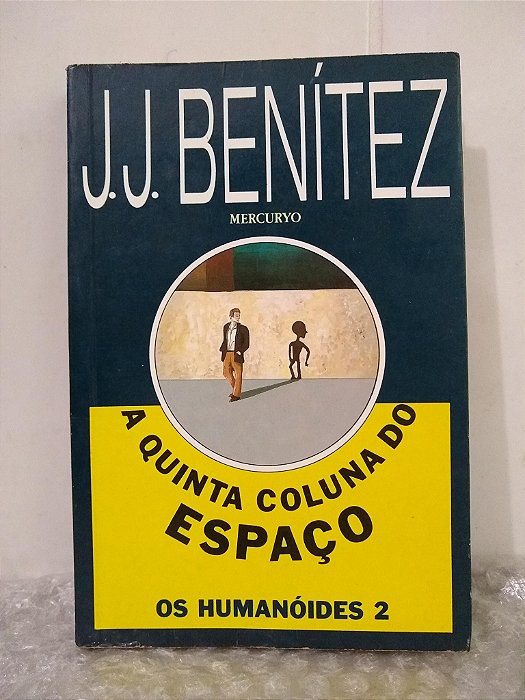 J.J. BENÍTEZ
MERCURYO
A QUINTA COLUNA DO
ESPAÇO
OS HUMANÓIDES 2